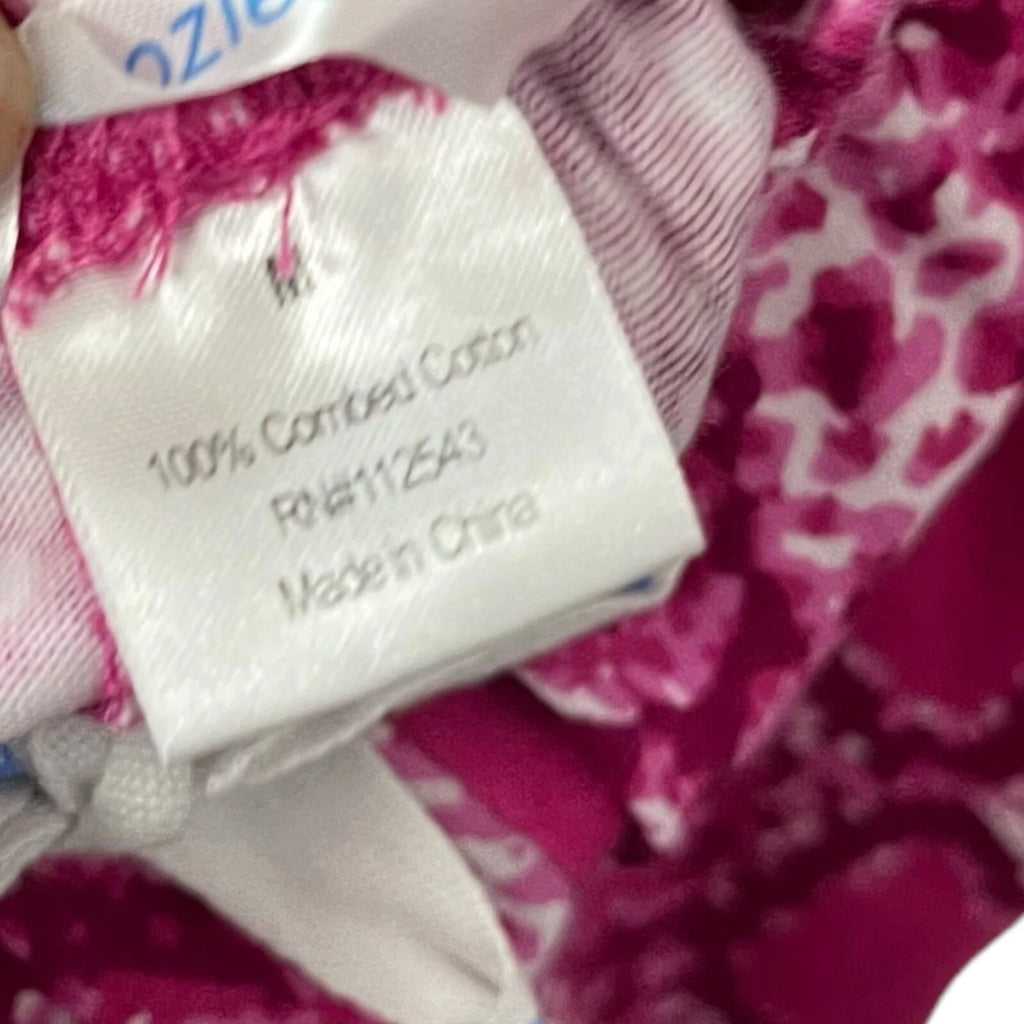 M
100% Combed Cotton
RN#112543
Made in China